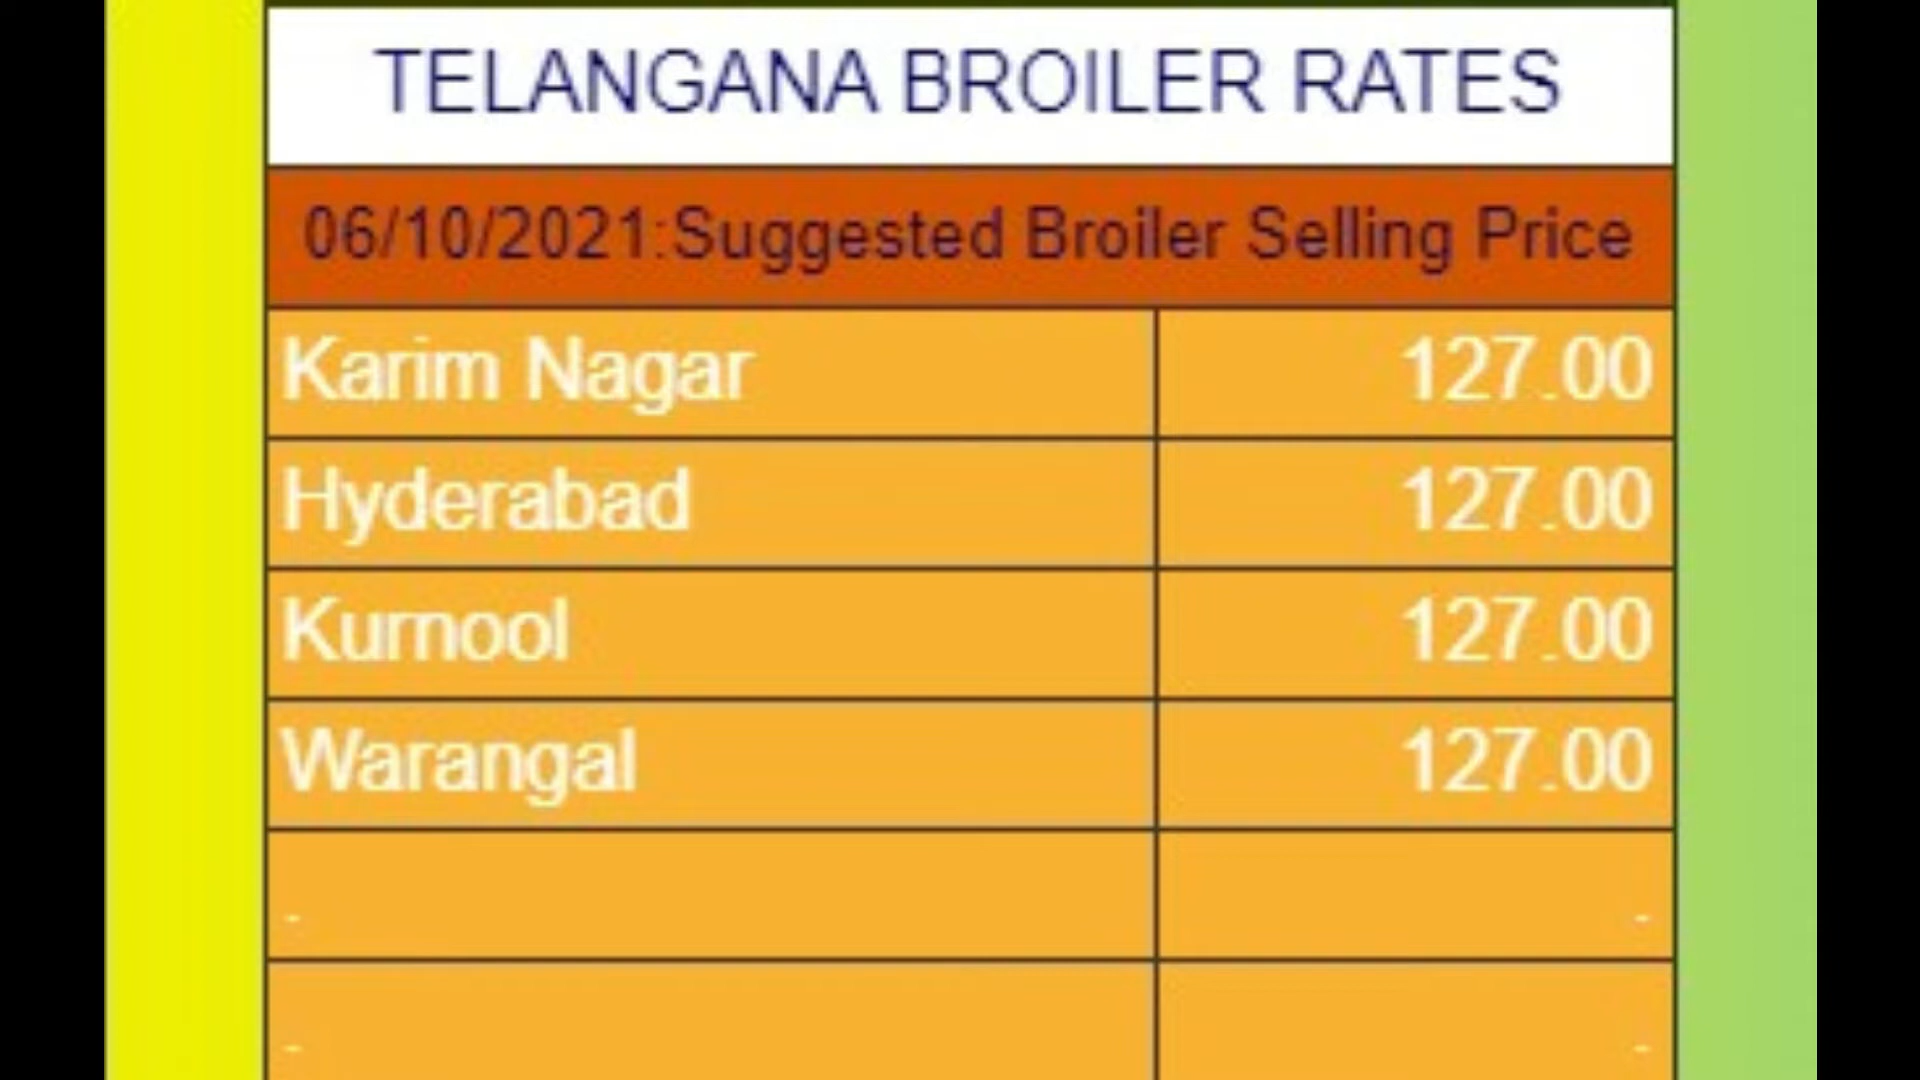 TELANGANA BROILER RATES
06/10/2021:Suggested Broiler Selling Price
Karim Nagar 127.00
Hyderabad 127.00
Kurnool 127.00
Warangal 127.00
- -
- -